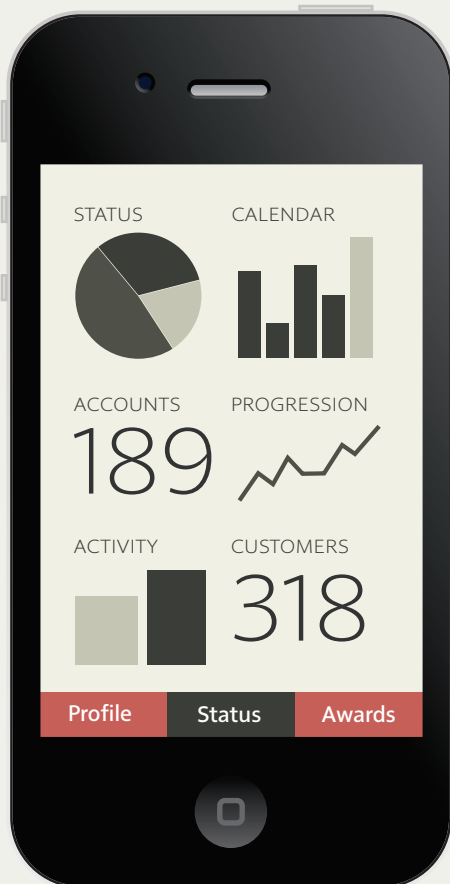 STATUS
CALENDAR
ACCOUNTS
PROGRESSION
189
ACTIVITY
CUSTOMERS
318
Profile
Status
Awards